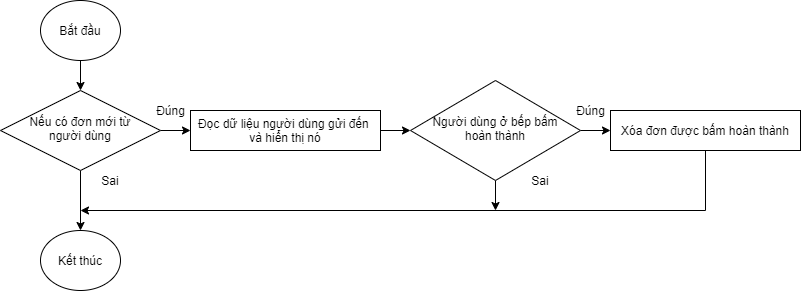 Bắt đầu
Nếu có đơn mới từ
người dùng
Đúng
Đọc dữ liệu người dùng gửi đến
và hiển thị nó
Người dùng ở bếp bấm
hoàn thành
Đúng
Xóa đơn được bấm hoàn thành
Sai
Sai
Kết thúc